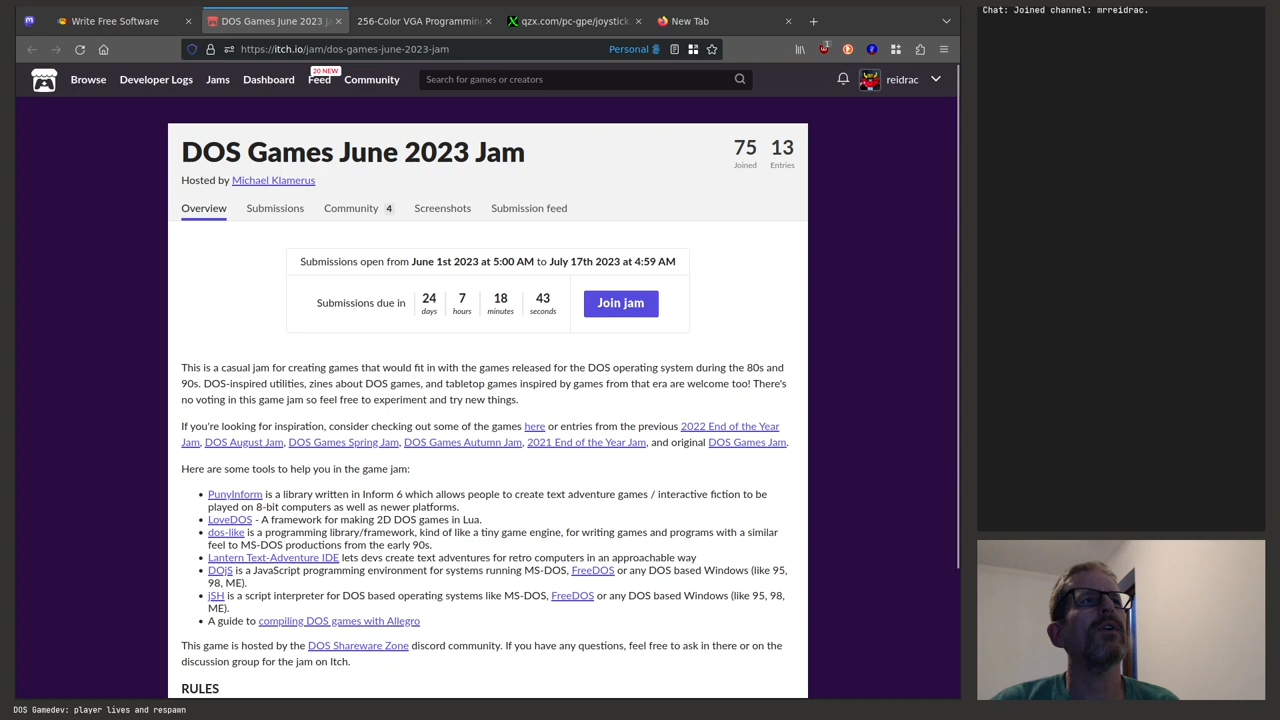 Write Free Software
DOS Games June 2023 J
256-Color VGA Programming
qzx.com/pc-gpe/joystick.
New Tab
Chat: Joined channel: mrreidrac.
https://itch.io/jam/dos-games-june-2023-jam
Personal
1
20 NEW
Browse Developer Logs Jams Dashboard Feed Community
Search for games or creators
reidrac
DOS Games June 2023 Jam
75 13
Joined Entries
Hosted by Michael Klamerus
Overview Submissions Community 4 Screenshots Submission feed
Submissions open from June 1st 2023 at 5:00 AM to July 17th 2023 at 4:59 AM
Submissions due in 24 days 7 hours 18 minutes 43 seconds
Join jam
This is a casual jam for creating games that would fit in with the games released for the DOS operating system during the 80s and
90s. DOS-inspired utilities, zines about DOS games, and tabletop games inspired by games from that era are welcome too! There's
no voting in this game jam so feel free to experiment and try new things.
If you're looking for inspiration, consider checking out some of the games here or entries from the previous 2022 End of the Year
Jam, DOS August Jam, DOS Games Spring Jam, DOS Games Autumn Jam, 2021 End of the Year Jam, and original DOS Games Jam.
Here are some tools to help you in the game jam:
• PunyInform is a library written in Inform 6 which allows people to create text adventure games / interactive fiction to be
played on 8-bit computers as well as newer platforms.
• LoveDOS - A framework for making 2D DOS games in Lua.
• dos-like is a programming library/framework, kind of like a tiny game engine, for writing games and programs with a similar
feel to MS-DOS productions from the early 90s.
• Lantern Text-Adventure IDE lets devs create text adventures for retro computers in an approachable way
• DOjS is a JavaScript programming environment for systems running MS-DOS, FreeDOS or any DOS based Windows (like 95,
98, ME).
• jSH is a script interpreter for DOS based operating systems like MS-DOS, FreeDOS or any DOS based Windows (like 95, 98,
ME).
• A guide to compiling DOS games with Allegro
This game is hosted by the DOS Shareware Zone discord community. If you have any questions, feel free to ask in there or on the
discussion group for the jam on Itch.
RULES
DOS Gamedev: player lives and respawn